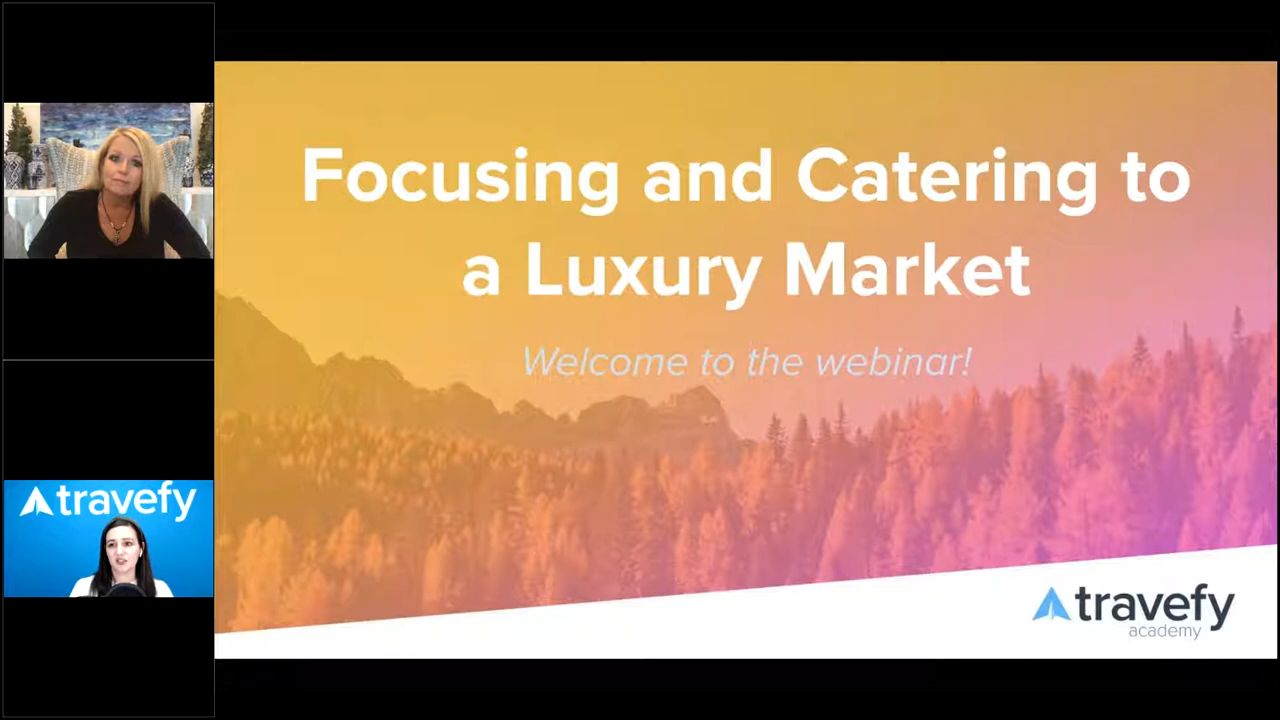 Focusing and Catering to
a Luxury Market
Welcome to the webinar!
travefy
travefy
academy